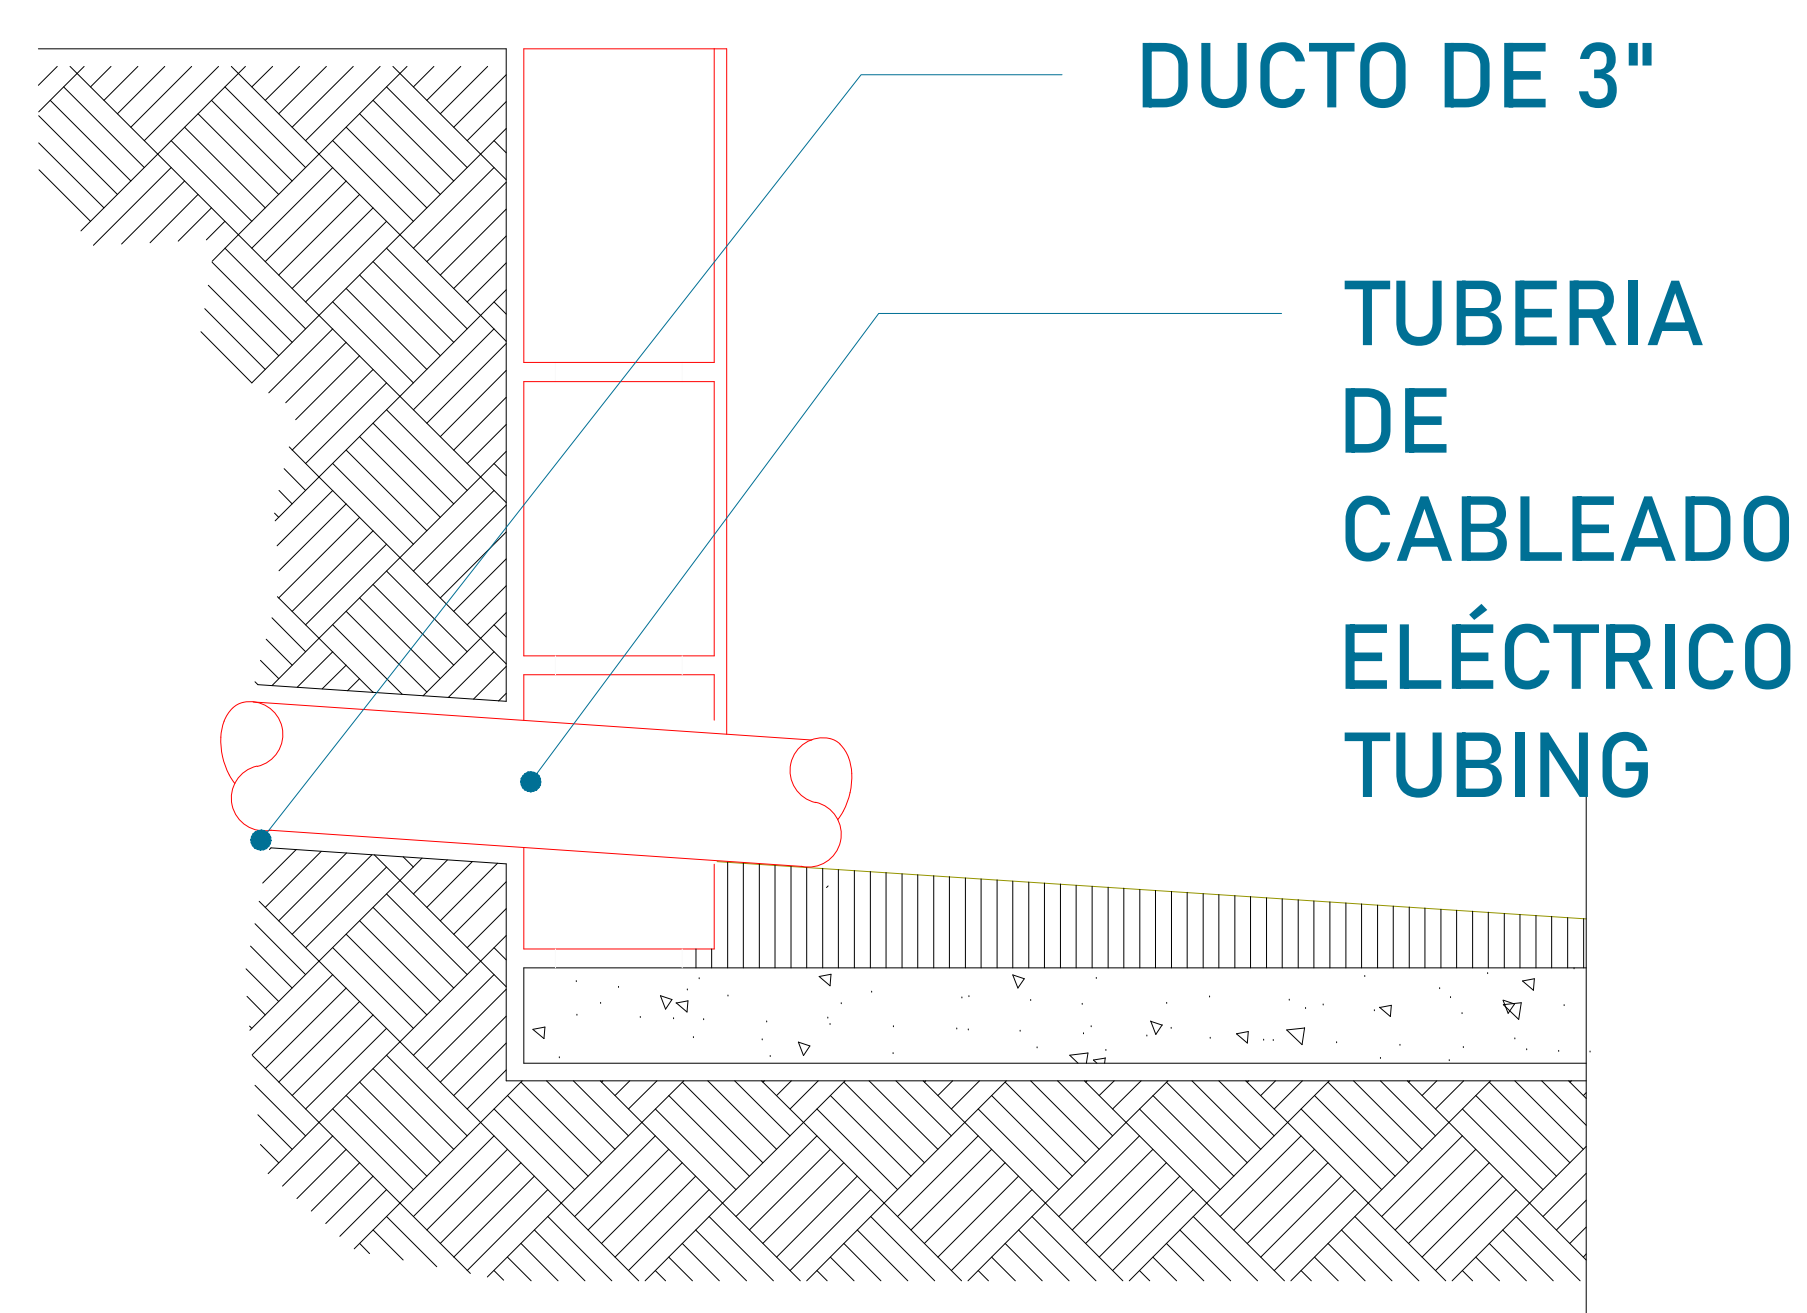 DUCTO DE 3"
TUBERIA
DE
CABLEADO
ELÉCTRICO
TUBING